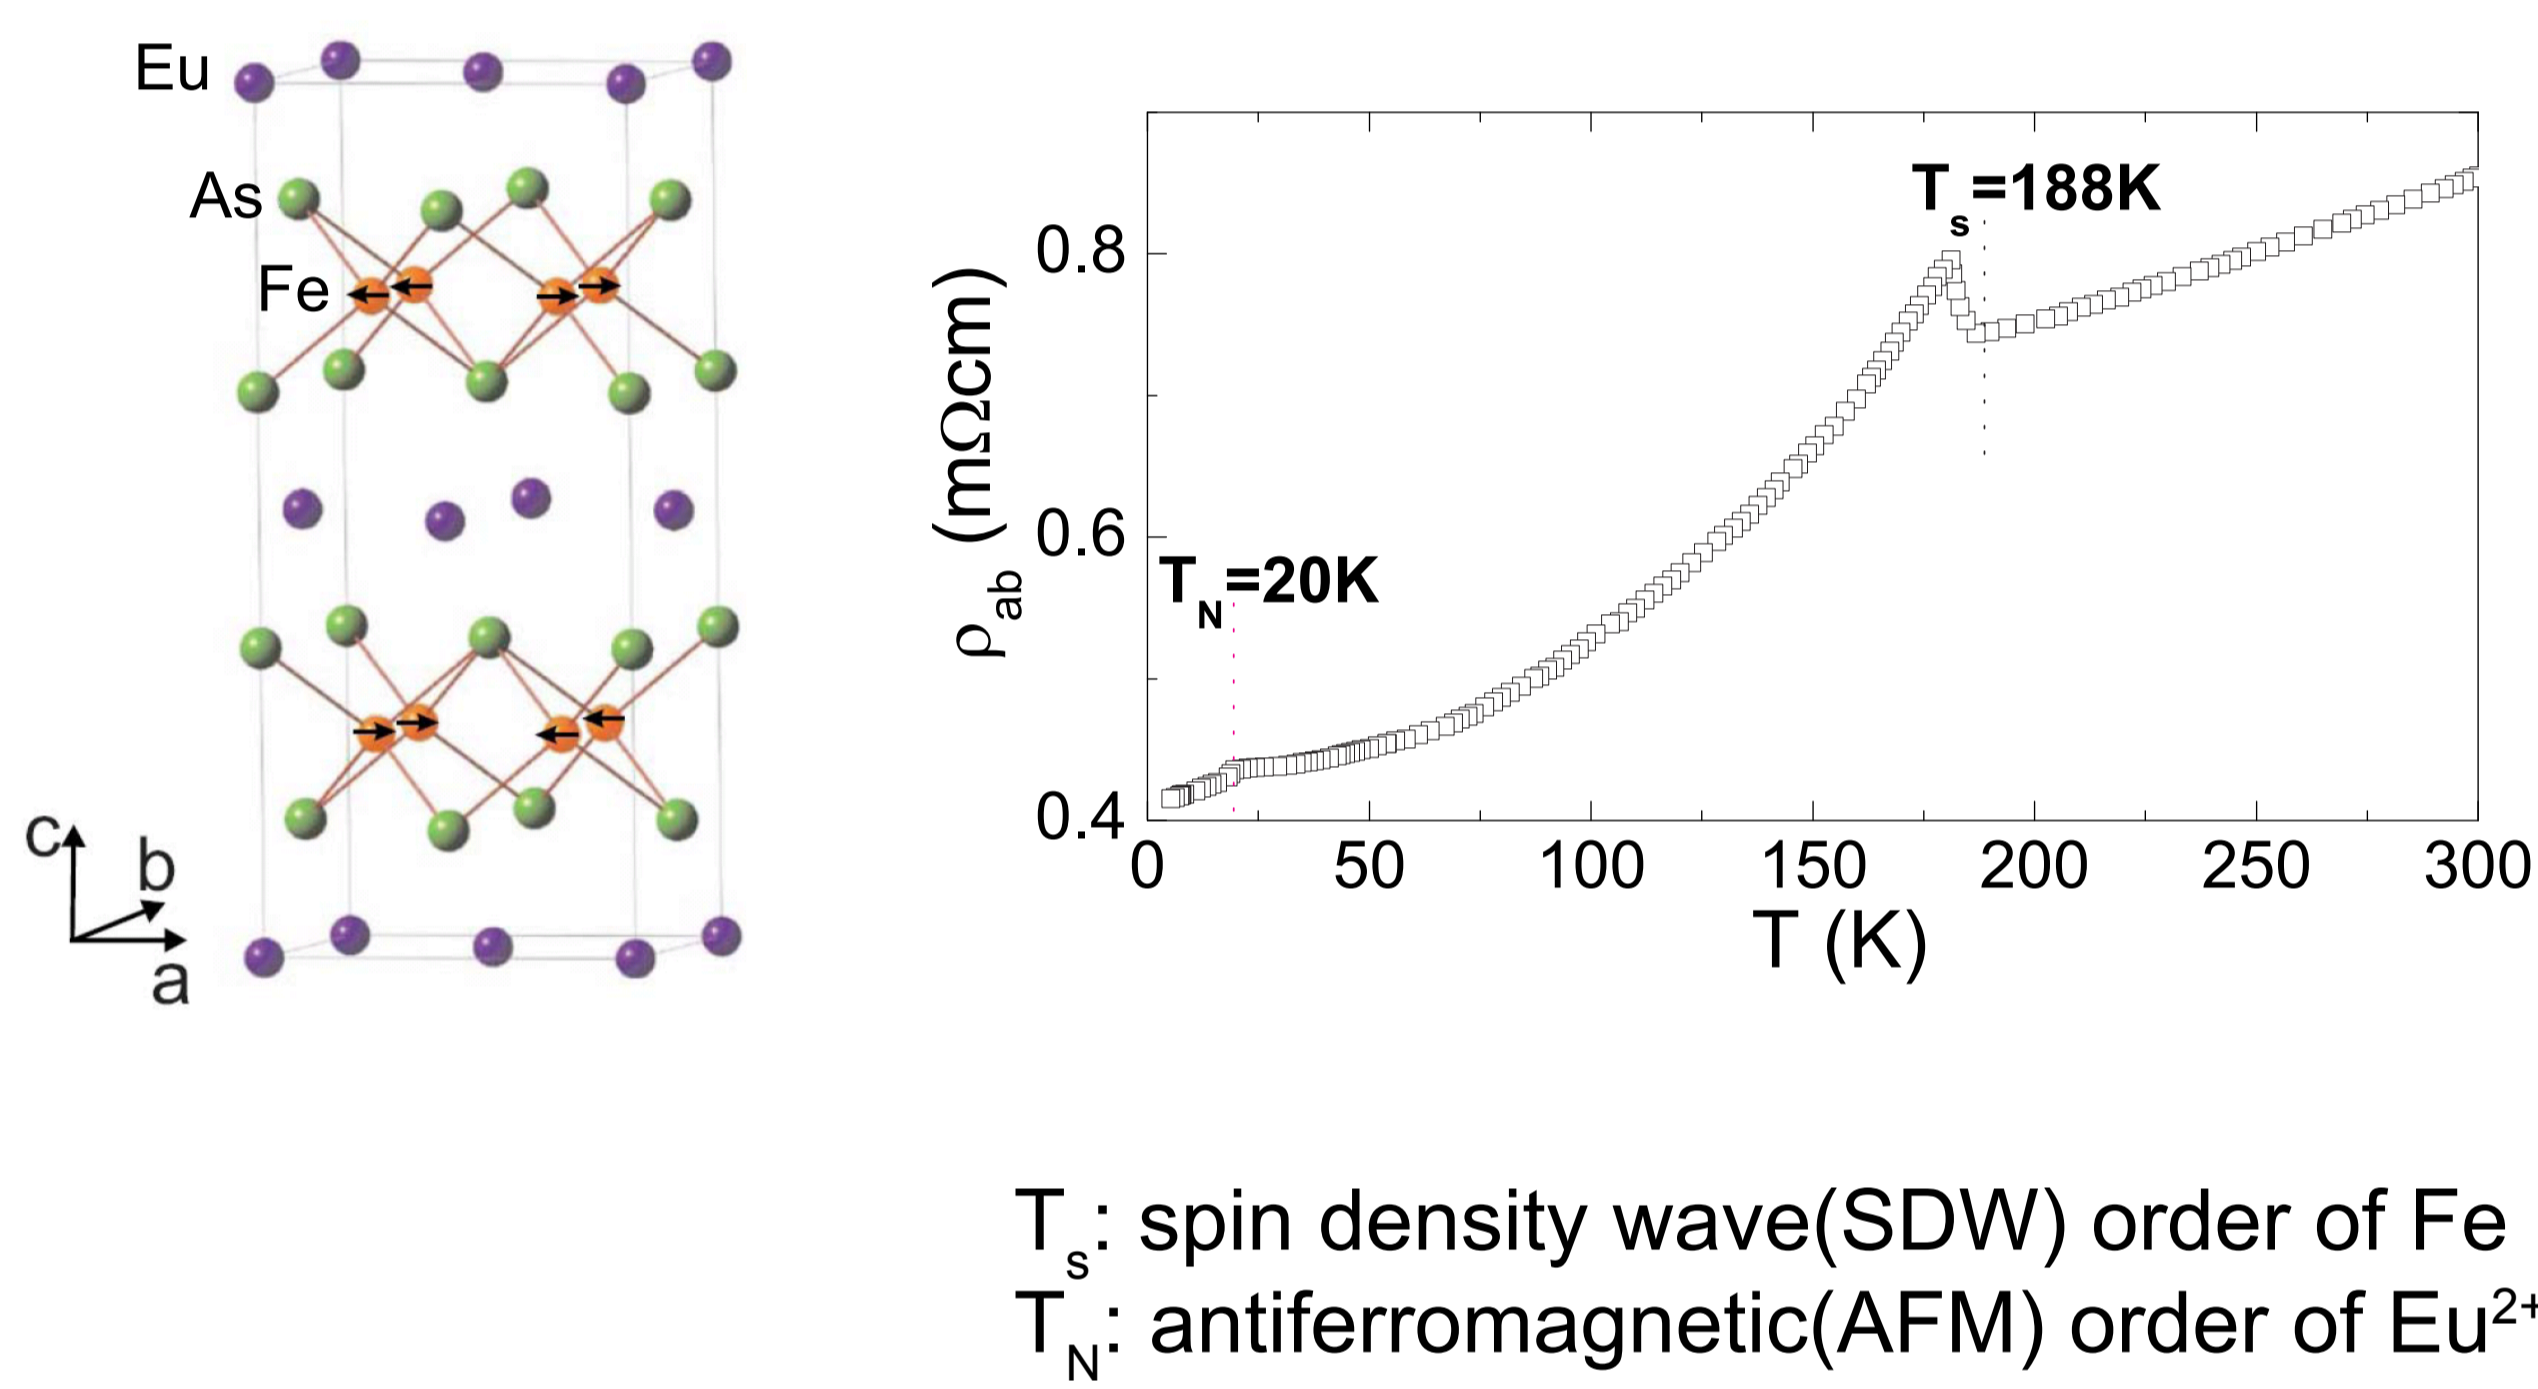 Eu
As
Fe
c
b
a
T_s=188K
T_N=20K
ρ_ab (mΩcm)
0.8
0.6
0.4
0 50 100 150 200 250 300
T (K)
T_s: spin density wave(SDW) order of Fe
T_N: antiferromagnetic(AFM) order of Eu²⁺